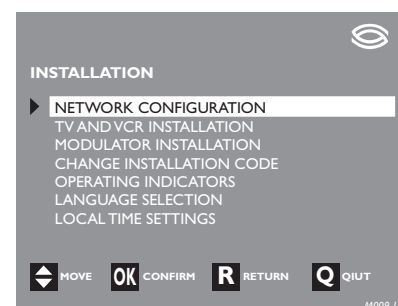 INSTALLATION
NETWORK CONFIGURATION
TV AND VCR INSTALLATION
MODULATOR INSTALLATION
CHANGE INSTALLATION CODE
OPERATING INDICATORS
LANGUAGE SELECTION
LOCAL TIME SETTINGS
MOVE OK CONFIRM R RETURN Q QIUT